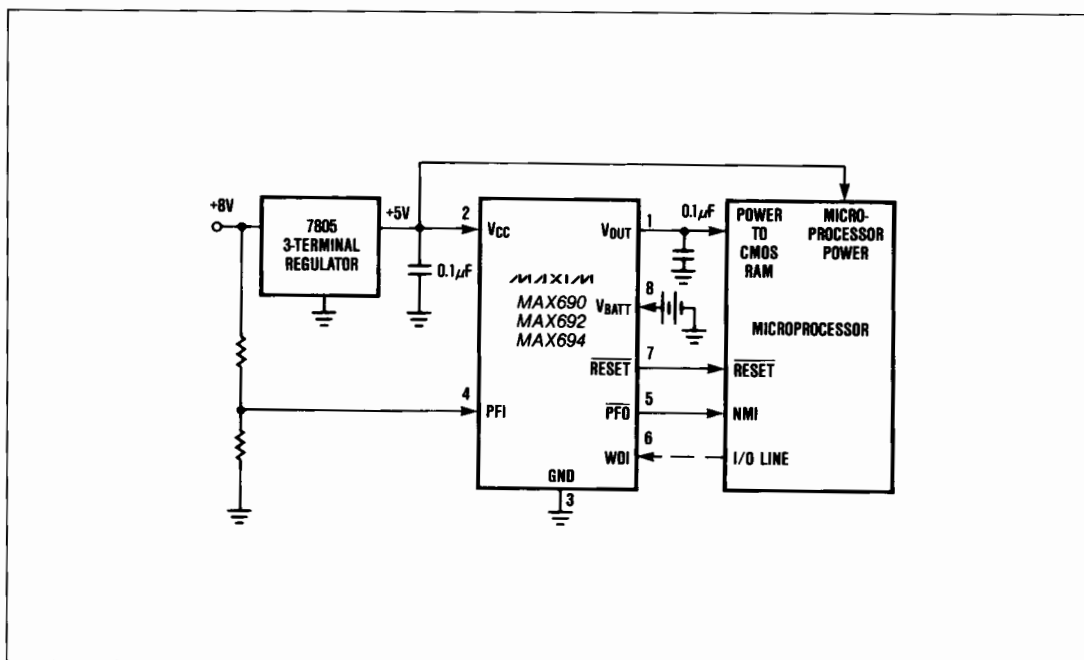 +8V
7805
3-TERMINAL
REGULATOR
+5V
0.1μF
2
VCC
MAXIM
MAX690
MAX692
MAX694
4
PFI
GND
3
VOUT
1
0.1μF
8
VBATT
RESET
7
PFO
5
WDI
6
POWER
TO
CMOS
RAM
MICRO-
PROCESSOR
POWER
MICROPROCESSOR
RESET
NMI
I/O LINE